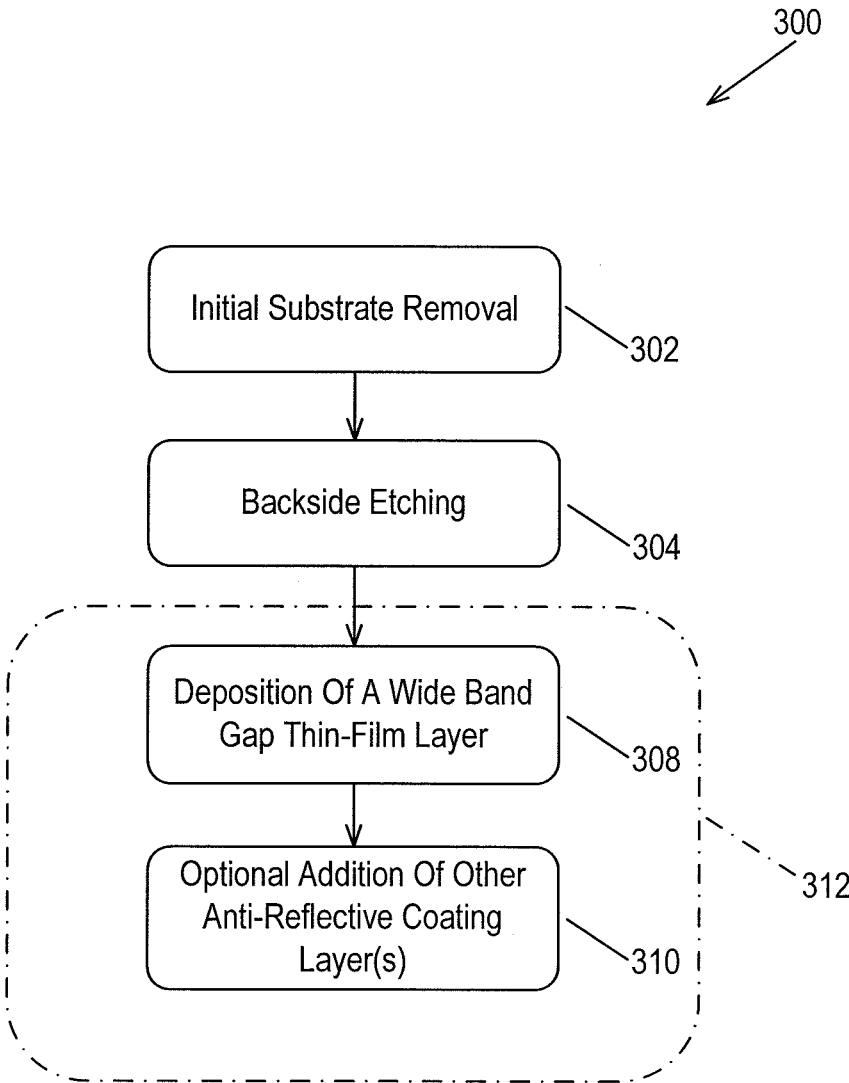 300
Initial Substrate Removal
302
Backside Etching
304
Deposition Of A Wide Band
Gap Thin-Film Layer
308
Optional Addition Of Other
Anti-Reflective Coating
Layer(s)
310
312